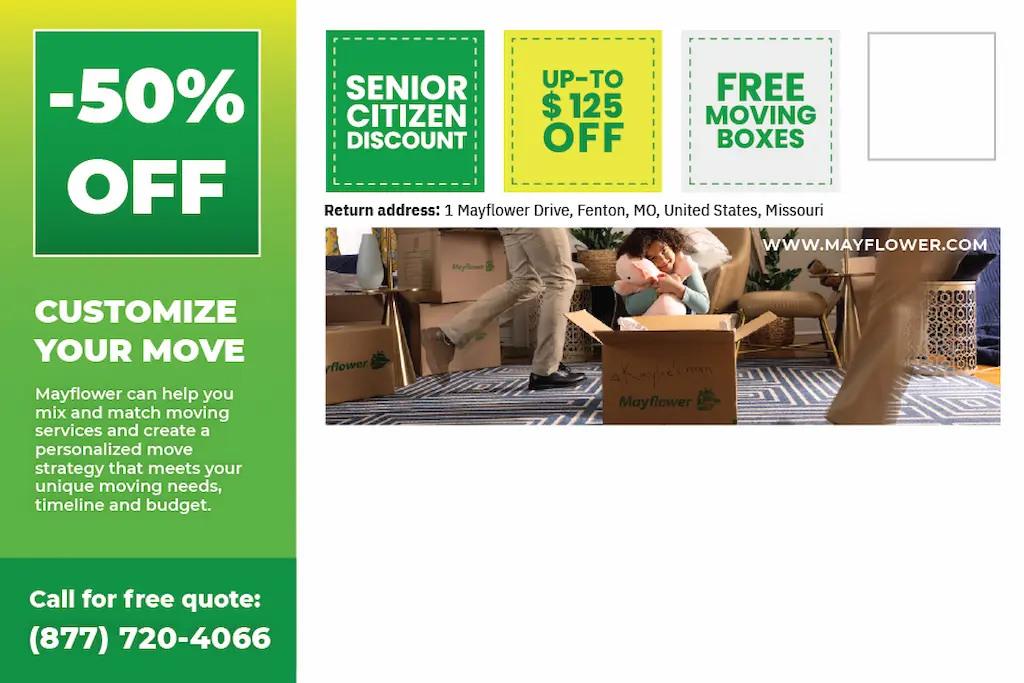 -50%
OFF
CUSTOMIZE
YOUR MOVE
Mayflower can help you
mix and match moving
services and create a
personalized move
strategy that meets your
unique moving needs,
timeline and budget.
Call for free quote:
(877) 720-4066
SENIOR
CITIZEN
DISCOUNT
UP-TO
$ 125
OFF
FREE
MOVING
BOXES
Return address: 1 Mayflower Drive, Fenton, MO, United States, Missouri
WWW.MAYFLOWER.COM
Mayflower
yflower
Mayflower